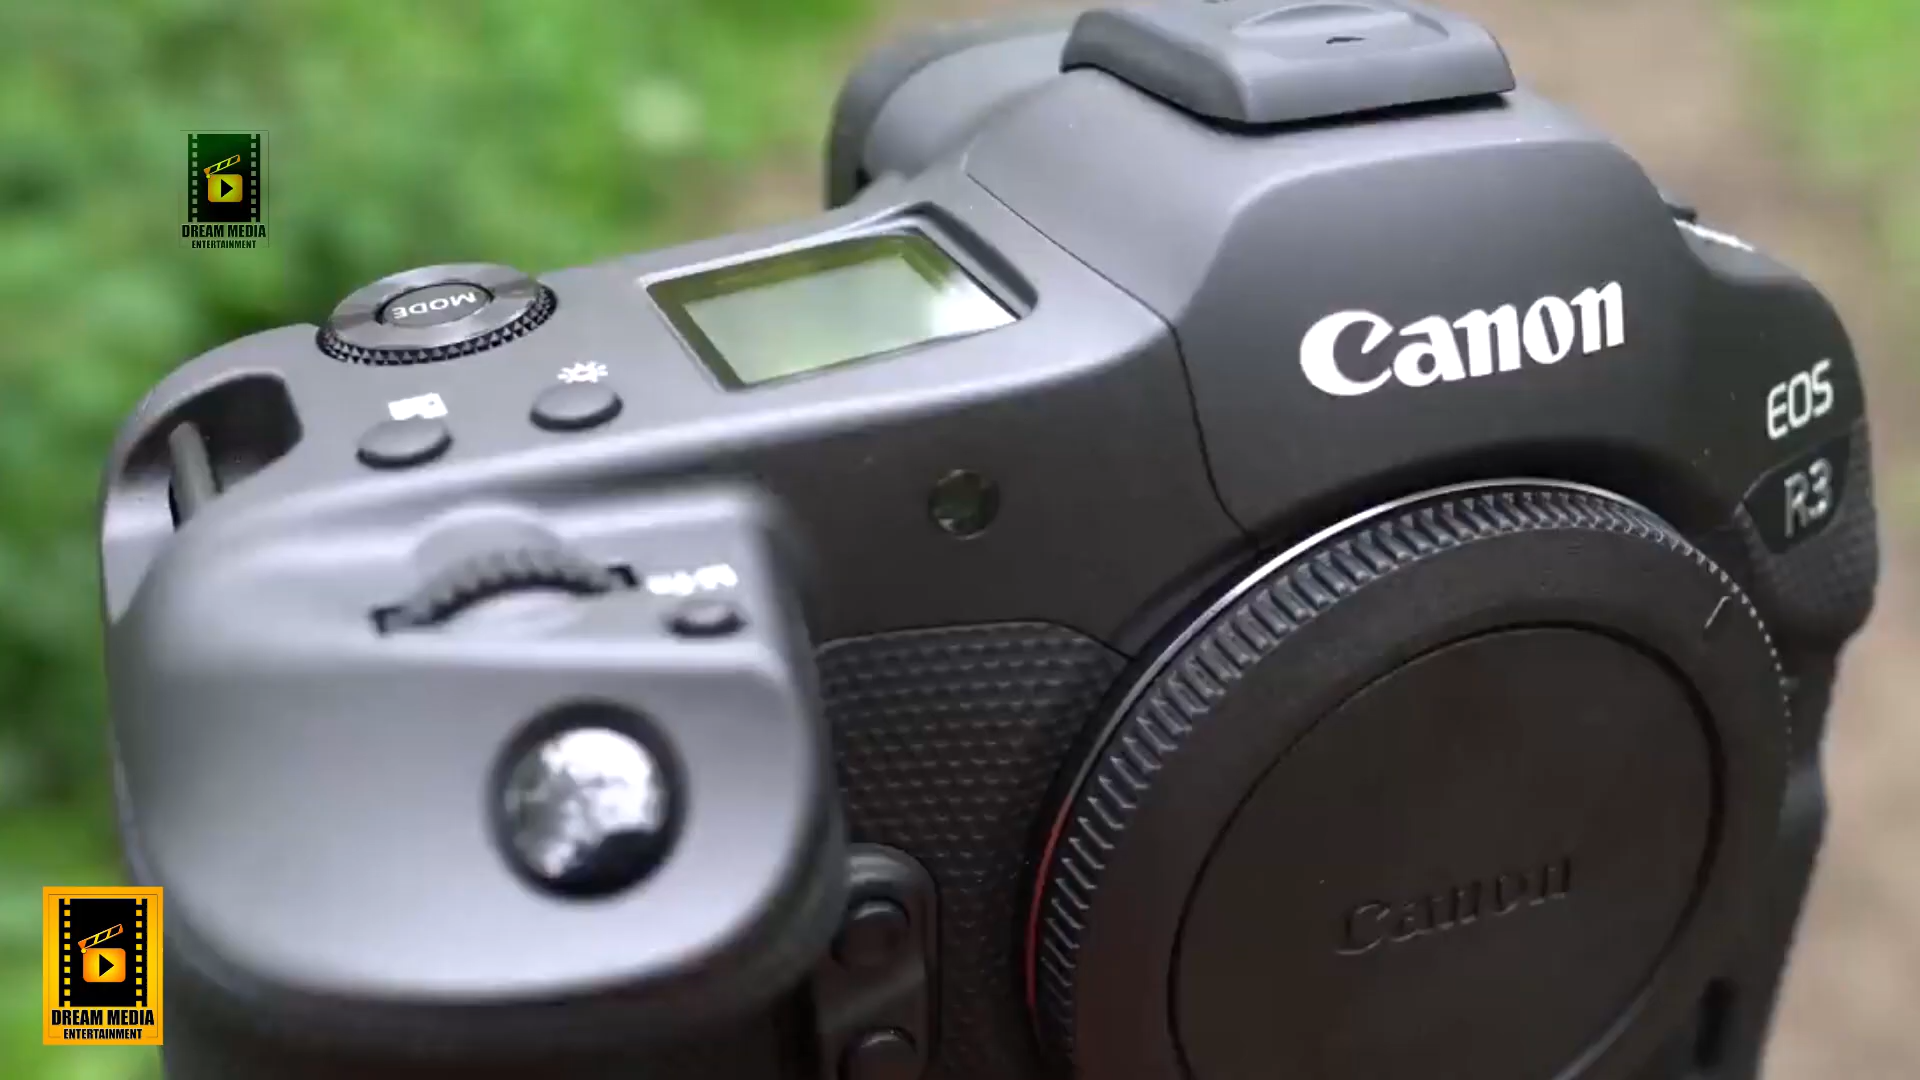 DREAM MEDIA
ENTERTAINMENT
MODE
Canon
EOS
R3
Canon
DREAM MEDIA
ENTERTAINMENT